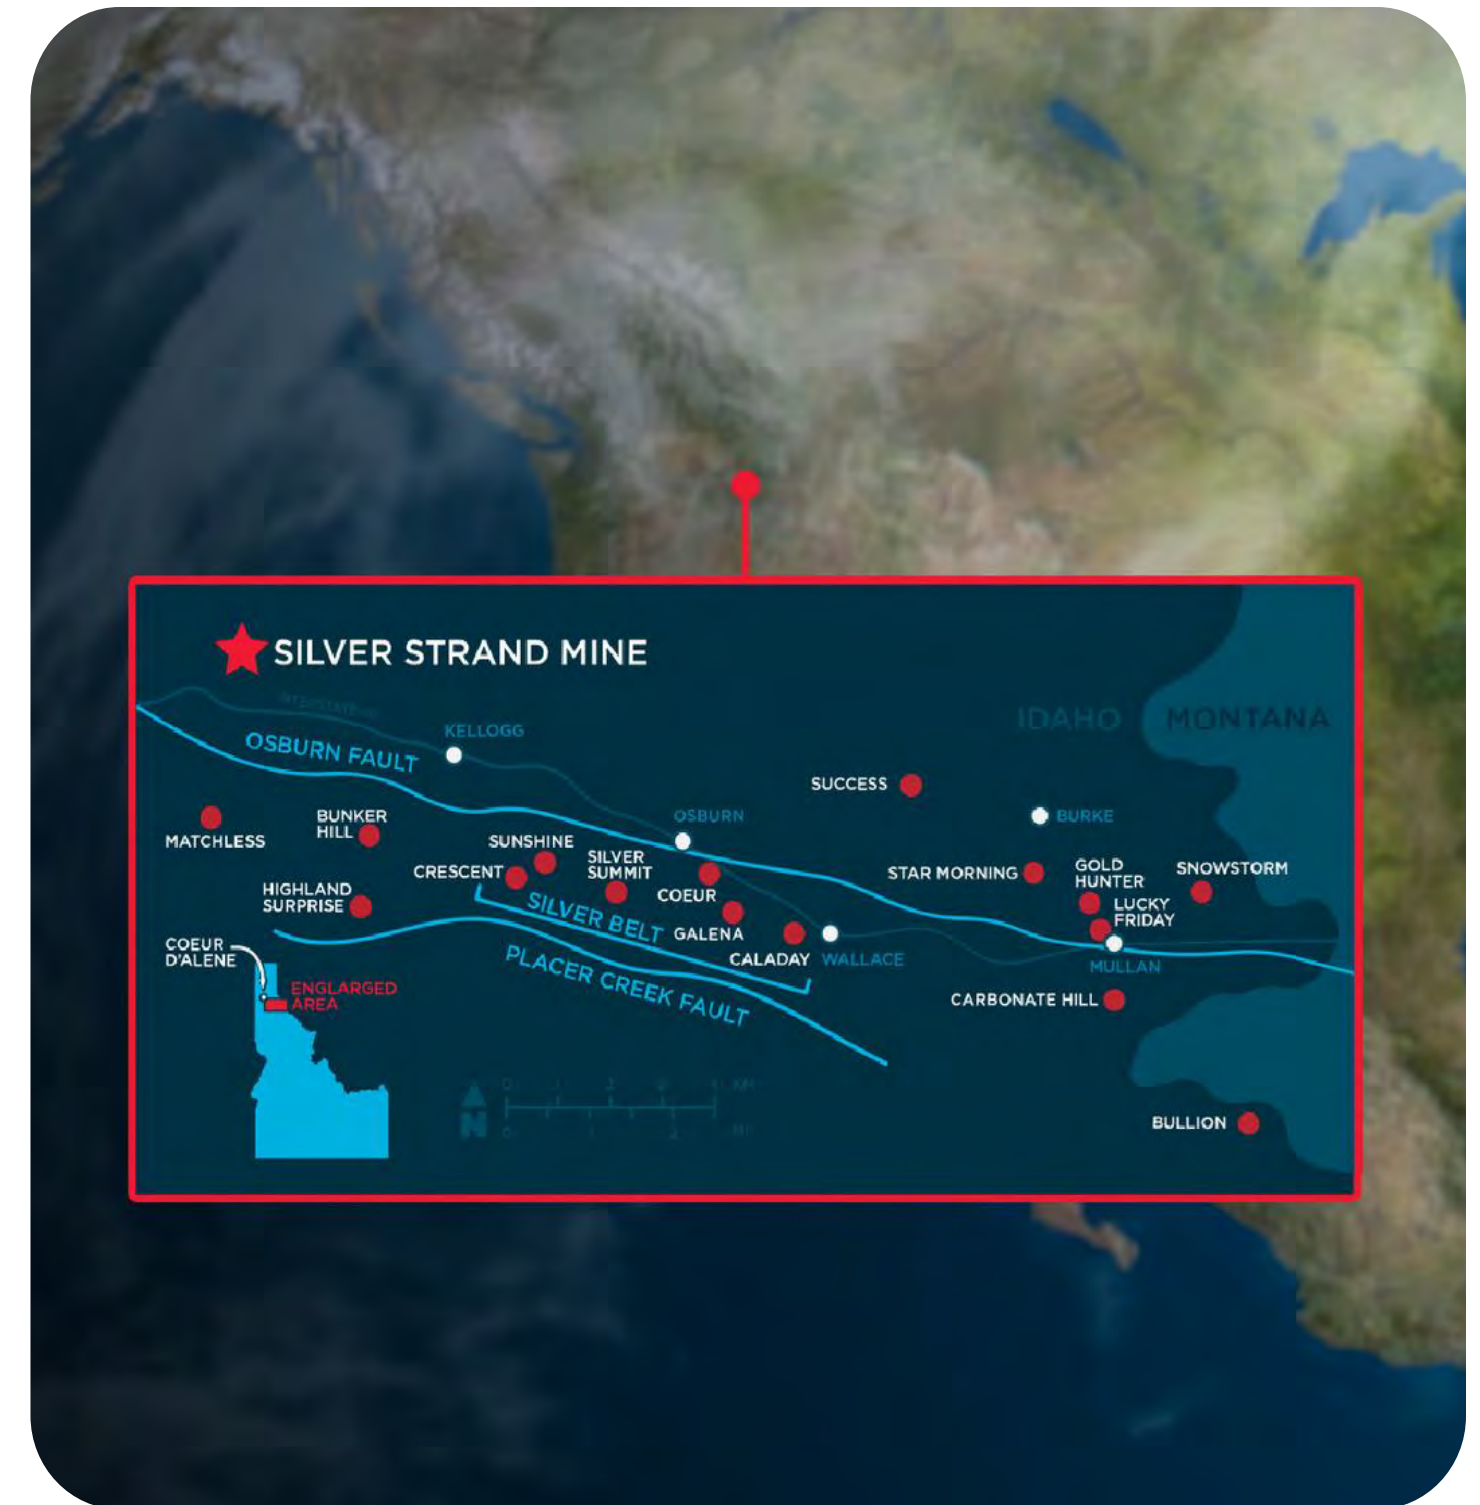 SILVER STRAND MINE
INTERSTATE
KELLOGG
OSBURN FAULT
IDAHO
MONTANA
SUCCESS
OSBURN
BURKE
MATCHLESS
BUNKER
HILL
SUNSHINE
CRESCENT
SILVER
SUMMIT
COEUR
STAR MORNING
GOLD
HUNTER
SNOWSTORM
HIGHLAND
SURPRISE
LUCKY
FRIDAY
SILVER BELT
GALENA
CALADAY
WALLACE
MULLAN
COEUR
D'ALENE
PLACER CREEK FAULT
ENGLARGED
AREA
CARBONATE HILL
N
BULLION